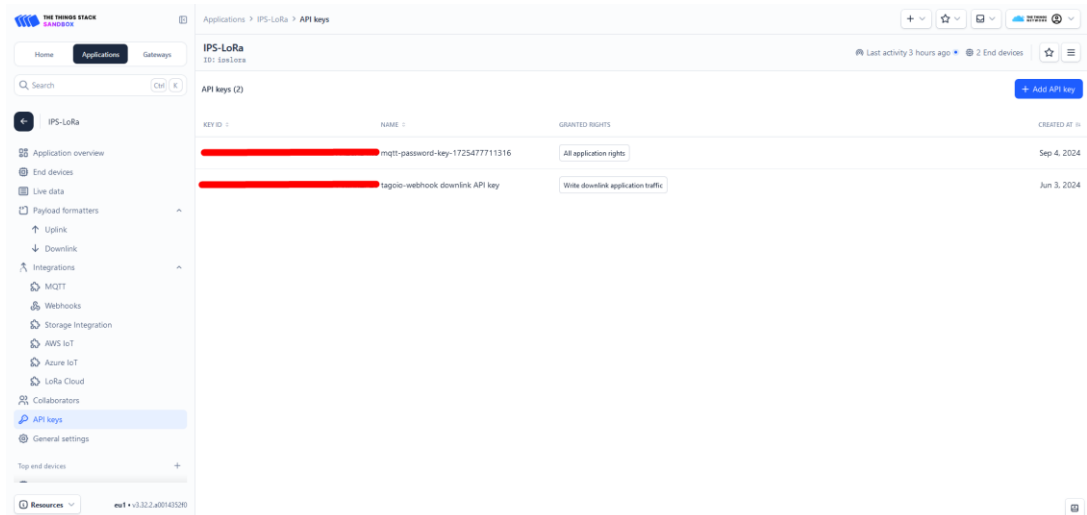 THE THINGS STACK
SANDBOX
Applications > IPS-LoRa > API keys
THE THINGS
NETWORK
Home
Applications
Gateways
IPS-LoRa
Last activity 3 hours ago
2 End devices
Search
Ctrl
K
API keys (2)
+ Add API key
IPS-LoRa
KEY ID
NAME
GRANTED RIGHTS
CREATED AT
mqtt-password-key-1725477711316
All application rights
Sep 4, 2024
tagoio-webhook downlink API key
Write downlink application traffic
Jun 3, 2024
Application overview
End devices
Live data
Payload formatters
Uplink
Downlink
Integrations
MQTT
Webhooks
Storage Integration
AWS IoT
Azure IoT
LoRa Cloud
Collaborators
API keys
General settings
Top end devices
Resources